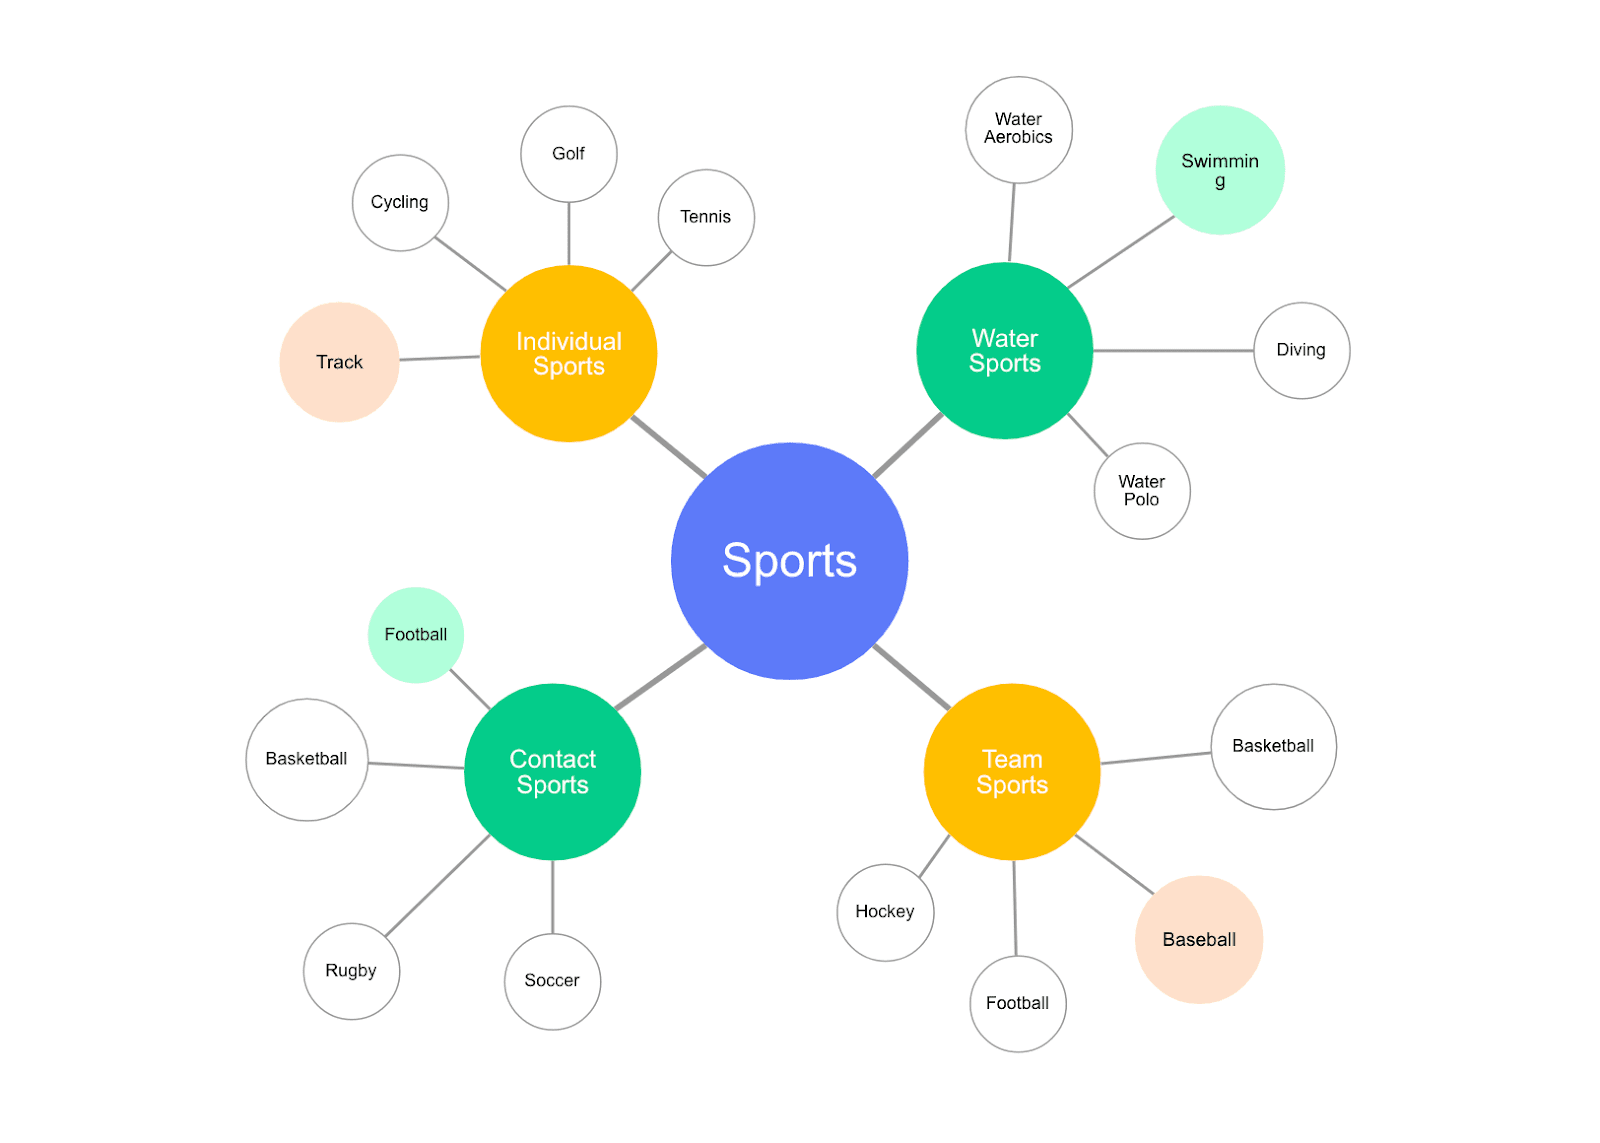 Golf
Cycling
Tennis
Track
Individual
Sports
Water
Aerobics
Swimmin
g
Water
Sports
Diving
Water
Polo
Sports
Football
Basketball
Contact
Sports
Rugby
Soccer
Team
Sports
Basketball
Hockey
Baseball
Football